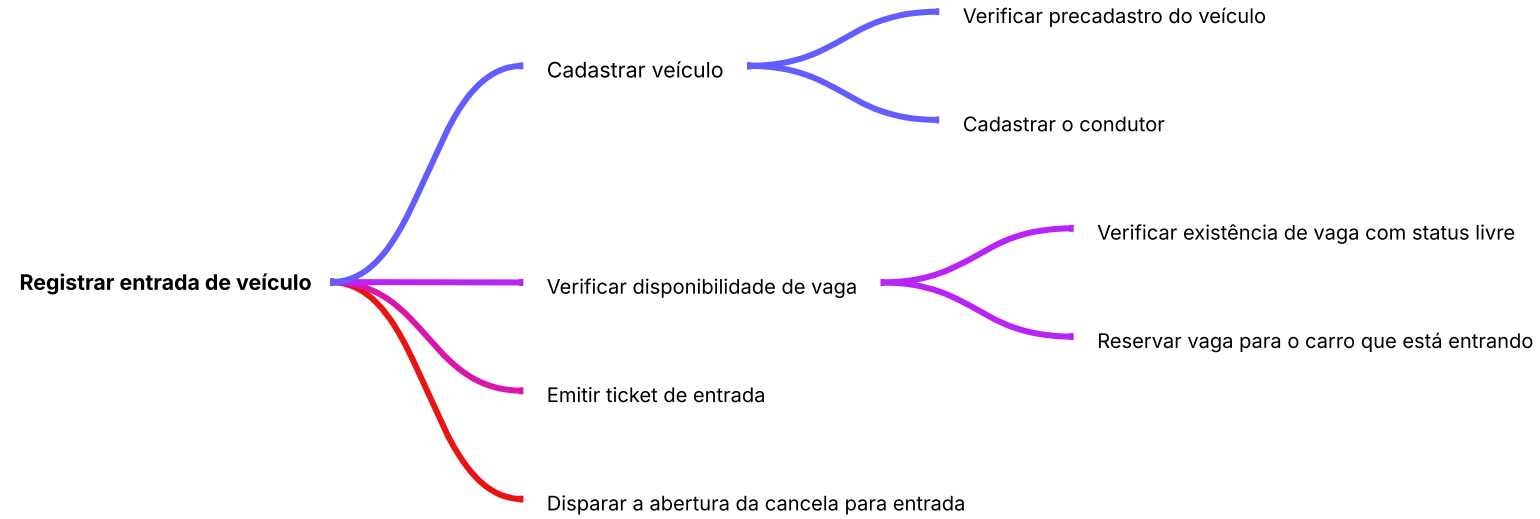 Registrar entrada de veículo
Cadastrar veículo
Verificar precadastro do veículo
Cadastrar o condutor
Verificar disponibilidade de vaga
Verificar existência de vaga com status livre
Reservar vaga para o carro que está entrando
Emitir ticket de entrada
Disparar a abertura da cancela para entrada